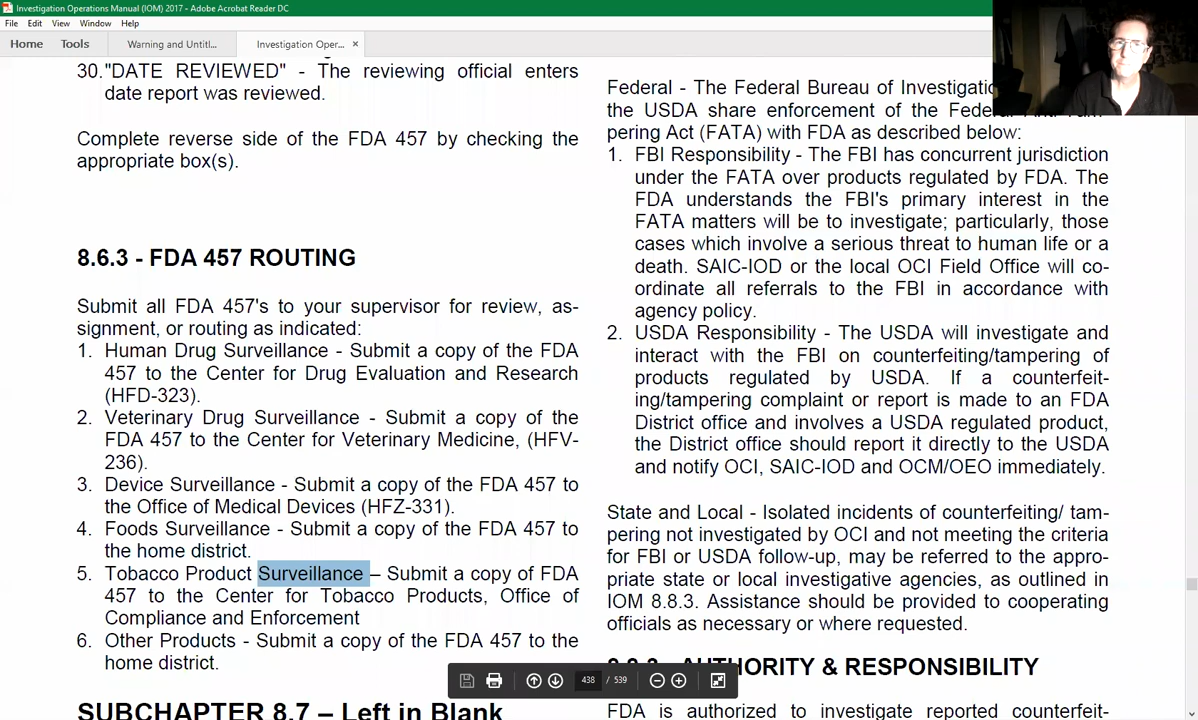 Investigation Operations Manual (IOM) 2017 - Adobe Acrobat Reader DC
File Edit View Window Help
Home Tools Warning and Untitl... Investigation Oper... ×
30."DATE REVIEWED" - The reviewing official enters
date report was reviewed.
Complete reverse side of the FDA 457 by checking the
appropriate box(s).
8.6.3 - FDA 457 ROUTING
Submit all FDA 457's to your supervisor for review, as-
signment, or routing as indicated:
1. Human Drug Surveillance - Submit a copy of the FDA
457 to the Center for Drug Evaluation and Research
(HFD-323).
2. Veterinary Drug Surveillance - Submit a copy of the
FDA 457 to the Center for Veterinary Medicine, (HFV-
236).
3. Device Surveillance - Submit a copy of the FDA 457 to
the Office of Medical Devices (HFZ-331).
4. Foods Surveillance - Submit a copy of the FDA 457 to
the home district.
5. Tobacco Product Surveillance – Submit a copy of FDA
457 to the Center for Tobacco Products, Office of
Compliance and Enforcement
6. Other Products - Submit a copy of the FDA 457 to the
home district.
SUBCHAPTER 8.7 – Left in Blank
Federal - The Federal Bureau of
the USDA share enforcement of the
pering Act (FATA) with FDA as described below:
1. FBI Responsibility - The FBI has concurrent jurisdiction
under the FATA over products regulated by FDA. The
FDA understands the FBI's primary interest in the
FATA matters will be to investigate; particularly, those
cases which involve a serious threat to human life or a
death. SAIC-IOD or the local OCI Field Office will co-
ordinate all referrals to the FBI in accordance with
agency policy.
2. USDA Responsibility - The USDA will investigate and
interact with the FBI on counterfeiting/tampering of
products regulated by USDA. If a counterfeit-
ing/tampering complaint or report is made to an FDA
District office and involves a USDA regulated product,
the District office should report it directly to the USDA
and notify OCI, SAIC-IOD and OCM/OEO immediately.
State and Local - Isolated incidents of counterfeiting/ tam-
pering not investigated by OCI and not meeting the criteria
for FBI or USDA follow-up, may be referred to the appro-
priate state or local investigative agencies, as outlined in
IOM 8.8.3. Assistance should be provided to cooperating
officials as necessary or where requested.
AUTHORITY & RESPONSIBILITY
FDA is authorized to investigate reported counterfeit-
438 / 539